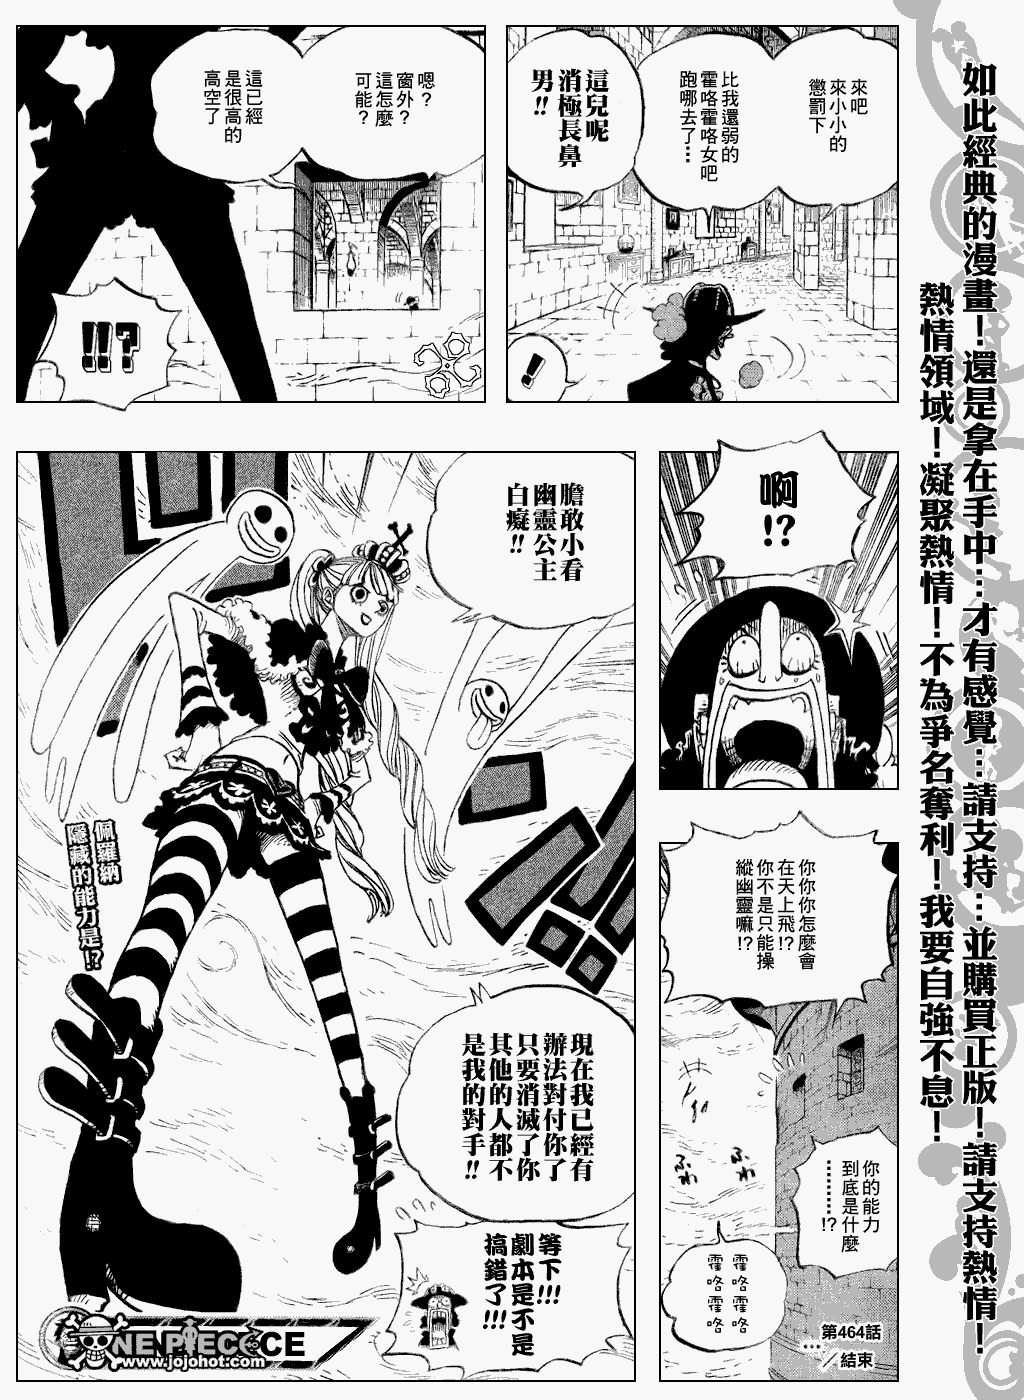 來吧
來小小的
懲罰下
比我還弱的
霍咯霍咯女吧
跑哪去了…
這兒呢
消極長鼻
男!!
!
嗯？
窗外？
這怎麼
可能？
這已經
是很高的
高空了
!!?
啊
!?
膽敢小看
幽靈公主
白癡!!
佩羅納
隱藏的能力是!?
現在我已經有
辦法對付你了
只要消滅了你
其他的人都不
是我的對手!!
等下!!!
劇本是不是
搞錯了!!!
你你你怎麼會
在天上飛!?
你不是只能操
縱幽靈嘛!?
ふわ
ふわ
你的能力
到底是什麼
………!?
霍咯霍咯
霍咯霍咯
…
第464話
／結束
ONE PIECE
www.jojohot.com
如此經典的漫畫！還是拿在手中…才有感覺…請支持…並購買正版！請支持熱情！
熱情領域！凝聚熱情！不為爭名奪利！我要自強不息！